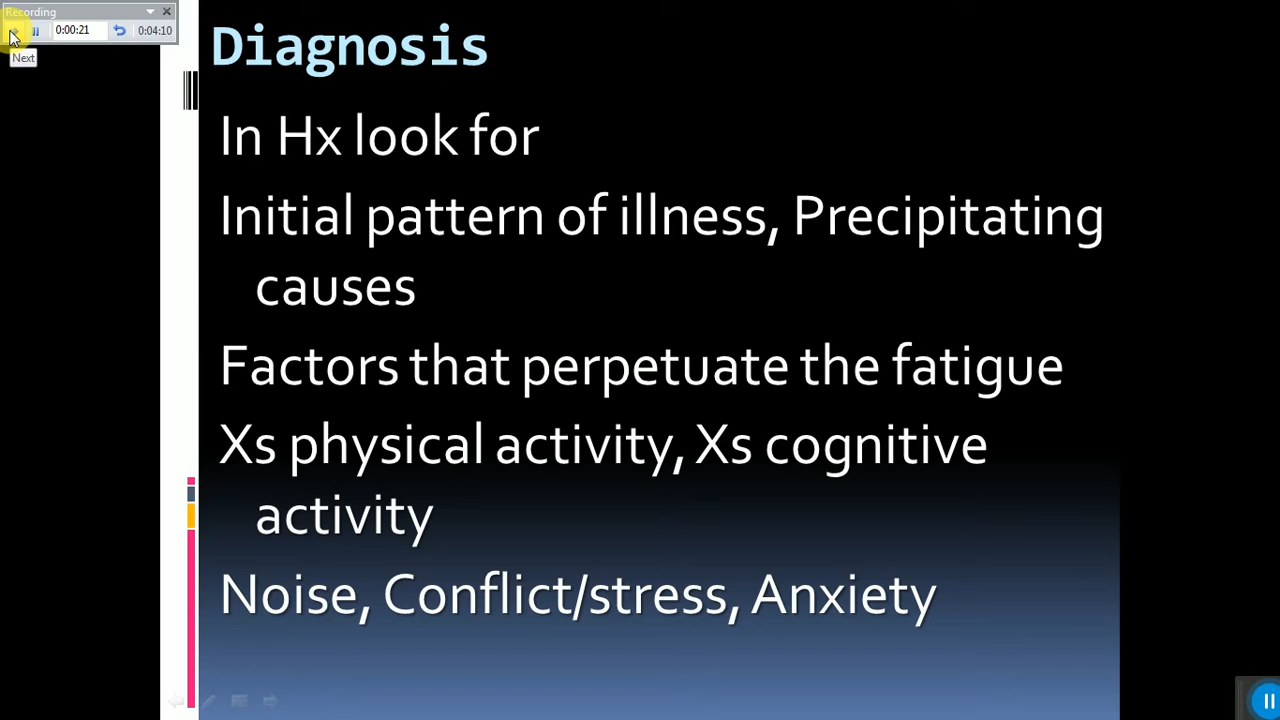 Recording
0:00:21 0:04:10
Next
Diagnosis
In Hx look for
Initial pattern of illness, Precipitating
causes
Factors that perpetuate the fatigue
Xs physical activity, Xs cognitive
activity
Noise, Conflict/stress, Anxiety